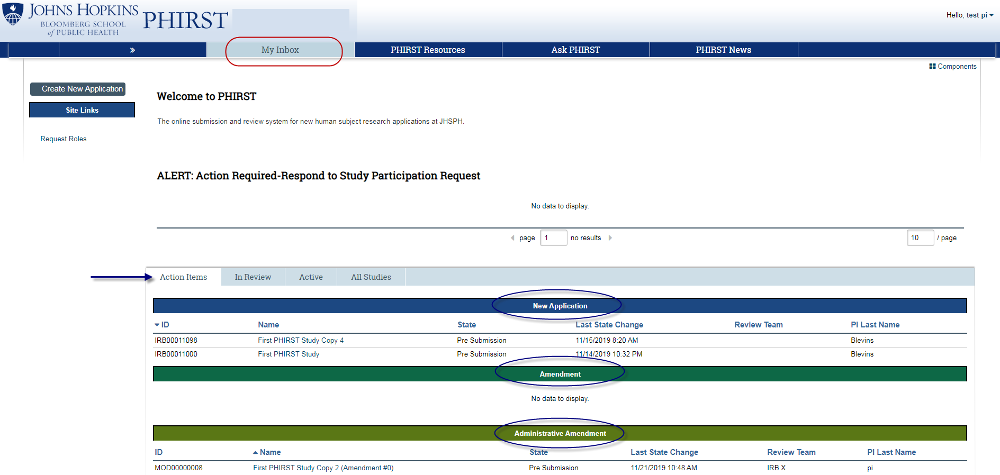 JOHNS HOPKINS
BLOOMBERG SCHOOL
of PUBLIC HEALTH
PHIRST
Hello, test pi
» My Inbox PHIRST Resources Ask PHIRST PHIRST News
Components
Create New Application
Site Links
Request Roles
Welcome to PHIRST
The online submission and review system for new human subject research applications at JHSPH.
ALERT: Action Required-Respond to Study Participation Request
No data to display.
page 1 no results 10 / page
Action Items In Review Active All Studies
New Application
ID Name State Last State Change Review Team PI Last Name
IRB00011098 First PHIRST Study Copy 4 Pre Submission 11/15/2019 8:20 AM Blevins
IRB00011000 First PHIRST Study Pre Submission 11/14/2019 10:32 PM Blevins
Amendment
No data to display.
Administrative Amendment
ID Name State Last State Change Review Team PI Last Name
MOD00000008 First PHIRST Study Copy 2 (Amendment #0) Pre Submission 11/21/2019 10:48 AM IRB X pi